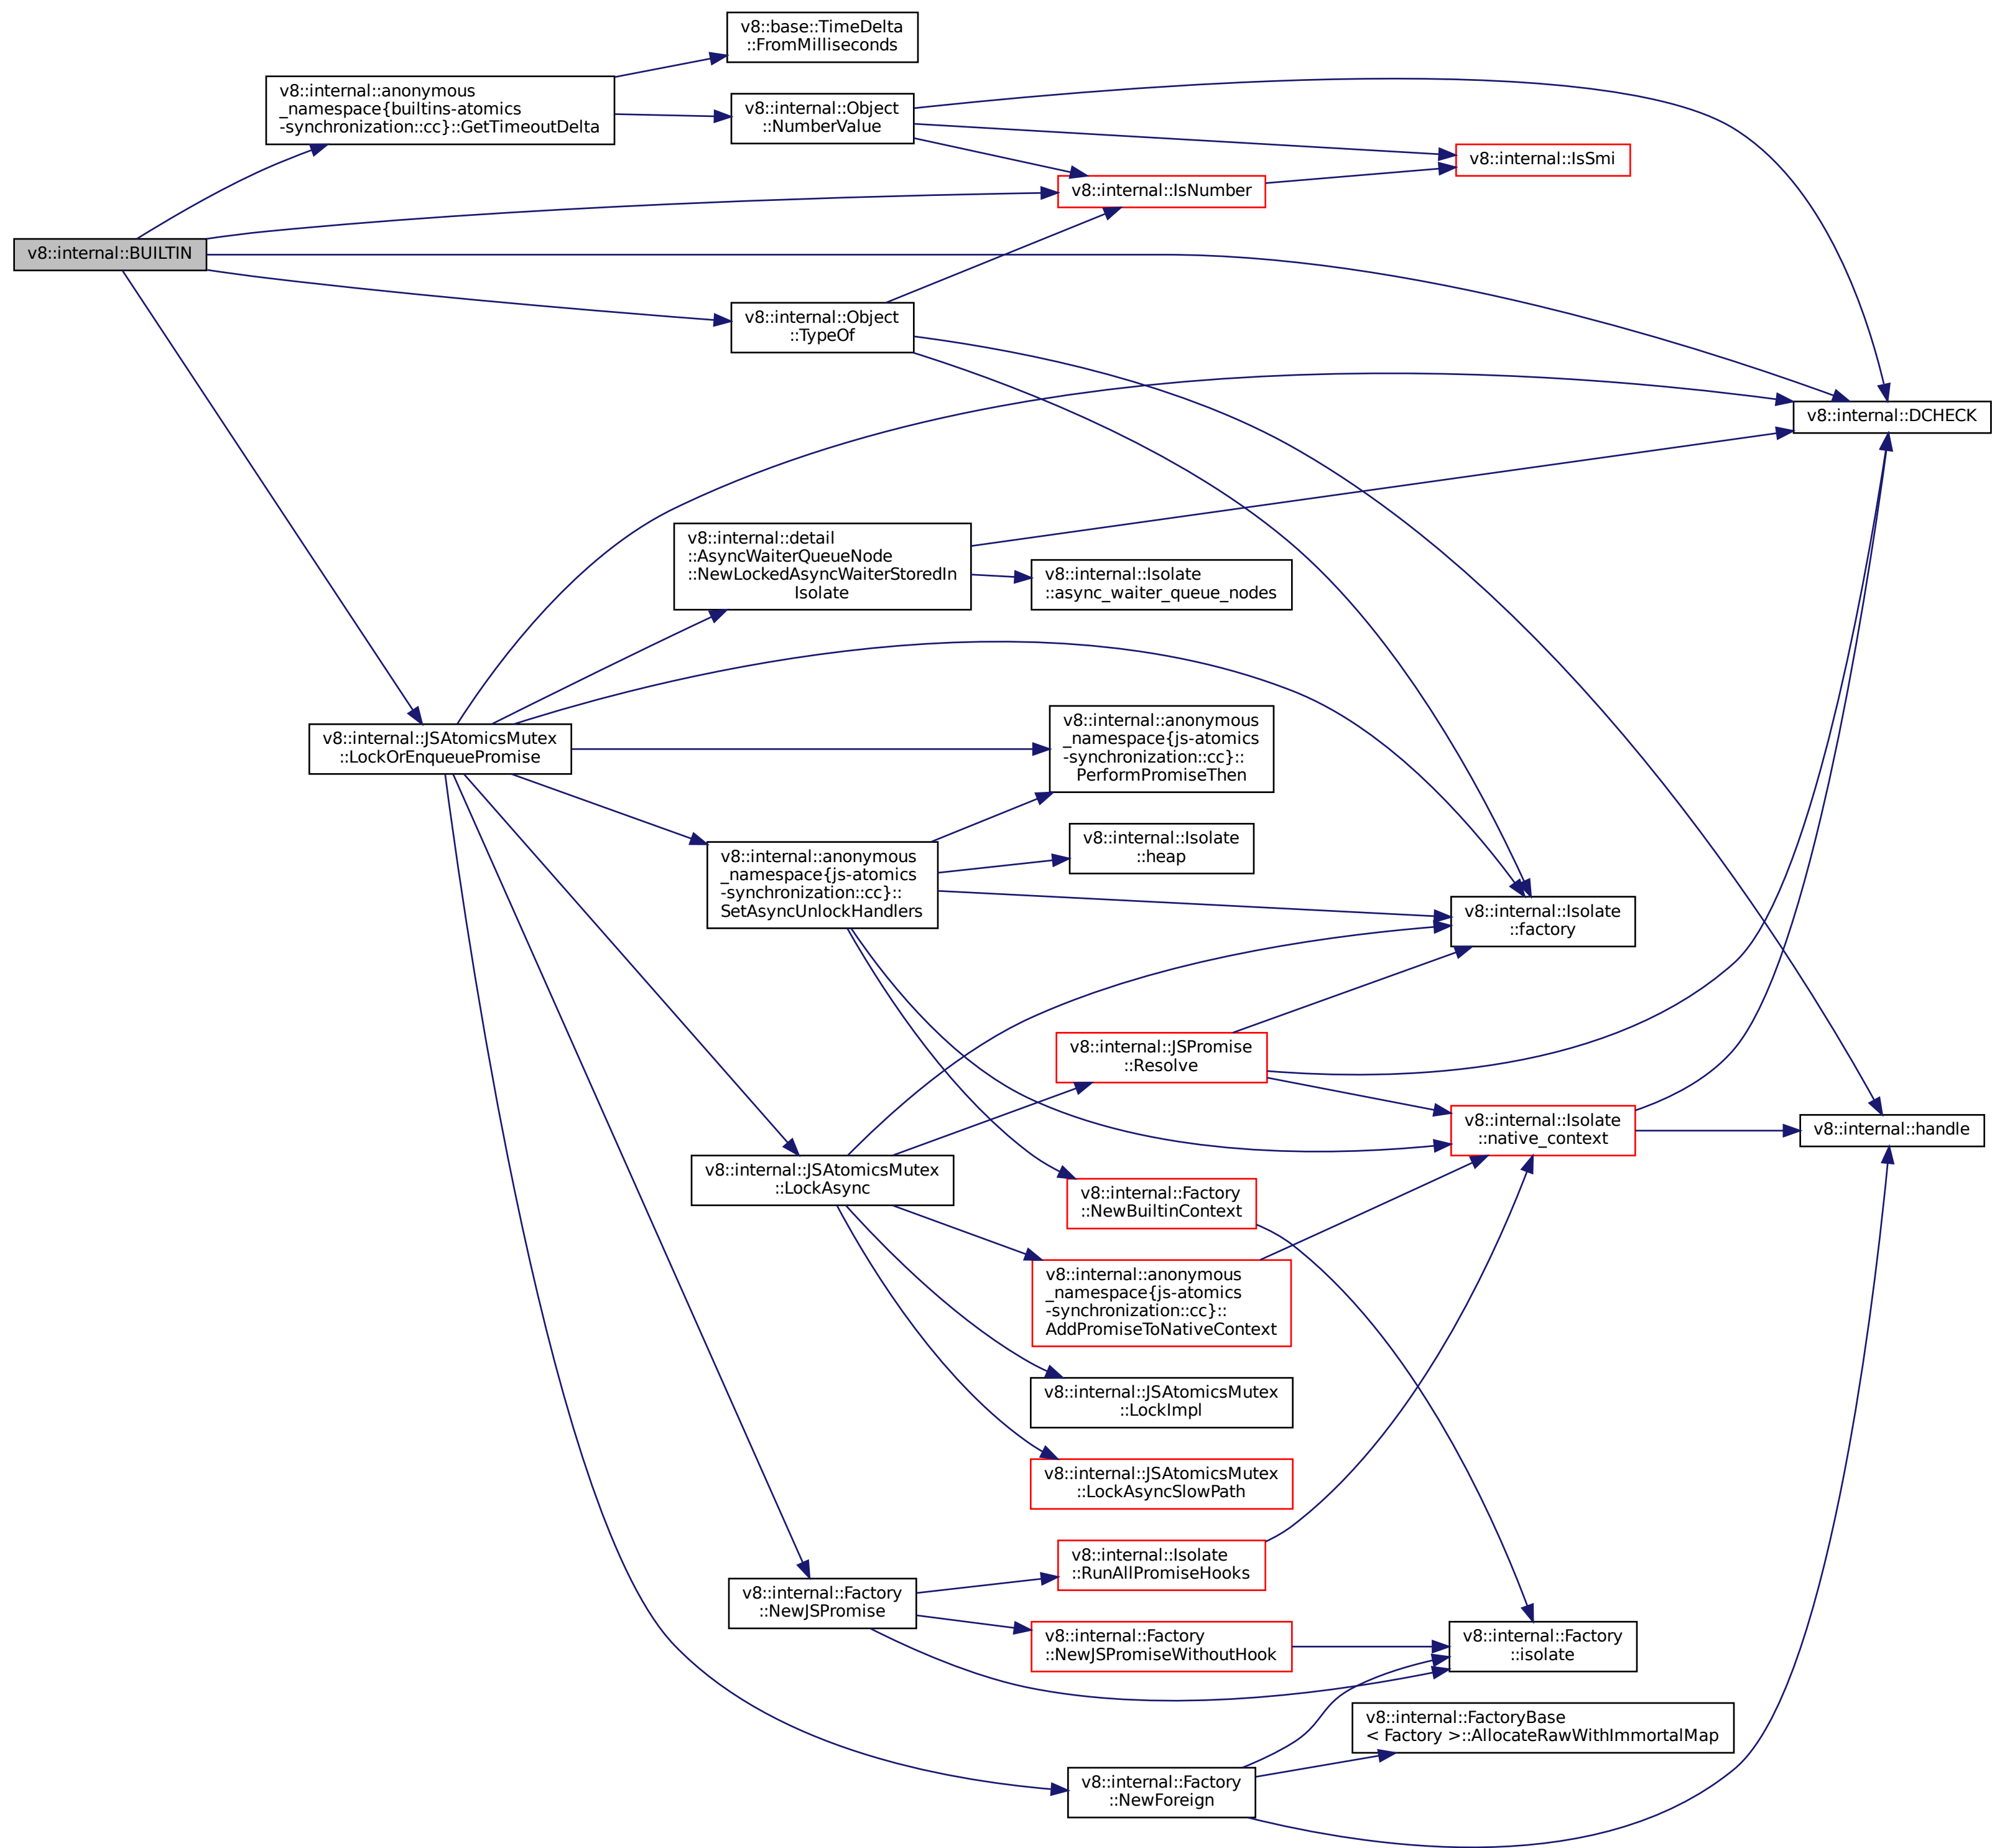 v8::base::TimeDelta
::FromMilliseconds
v8::internal::anonymous
_namespace{builtins-atomics
-synchronization::cc}::GetTimeoutDelta
v8::internal::Object
::NumberValue
v8::internal::IsSmi
v8::internal::IsNumber
v8::internal::BUILTIN
v8::internal::Object
::TypeOf
v8::internal::DCHECK
v8::internal::detail
::AsyncWaiterQueueNode
::NewLockedAsyncWaiterStoredIn
Isolate
v8::internal::Isolate
::async_waiter_queue_nodes
v8::internal::JSAtomicsMutex
::LockOrEnqueuePromise
v8::internal::anonymous
_namespace{js-atomics
-synchronization::cc}::
PerformPromiseThen
v8::internal::Isolate
::heap
v8::internal::anonymous
_namespace{js-atomics
-synchronization::cc}::
SetAsyncUnlockHandlers
v8::internal::Isolate
::factory
v8::internal::JSPromise
::Resolve
v8::internal::Isolate
::native_context
v8::internal::handle
v8::internal::JSAtomicsMutex
::LockAsync
v8::internal::Factory
::NewBuiltinContext
v8::internal::anonymous
_namespace{js-atomics
-synchronization::cc}::
AddPromiseToNativeContext
v8::internal::JSAtomicsMutex
::LockImpl
v8::internal::JSAtomicsMutex
::LockAsyncSlowPath
v8::internal::Isolate
::RunAllPromiseHooks
v8::internal::Factory
::NewJSPromise
v8::internal::Factory
::NewJSPromiseWithoutHook
v8::internal::Factory
::isolate
v8::internal::FactoryBase
< Factory >::AllocateRawWithImmortalMap
v8::internal::Factory
::NewForeign